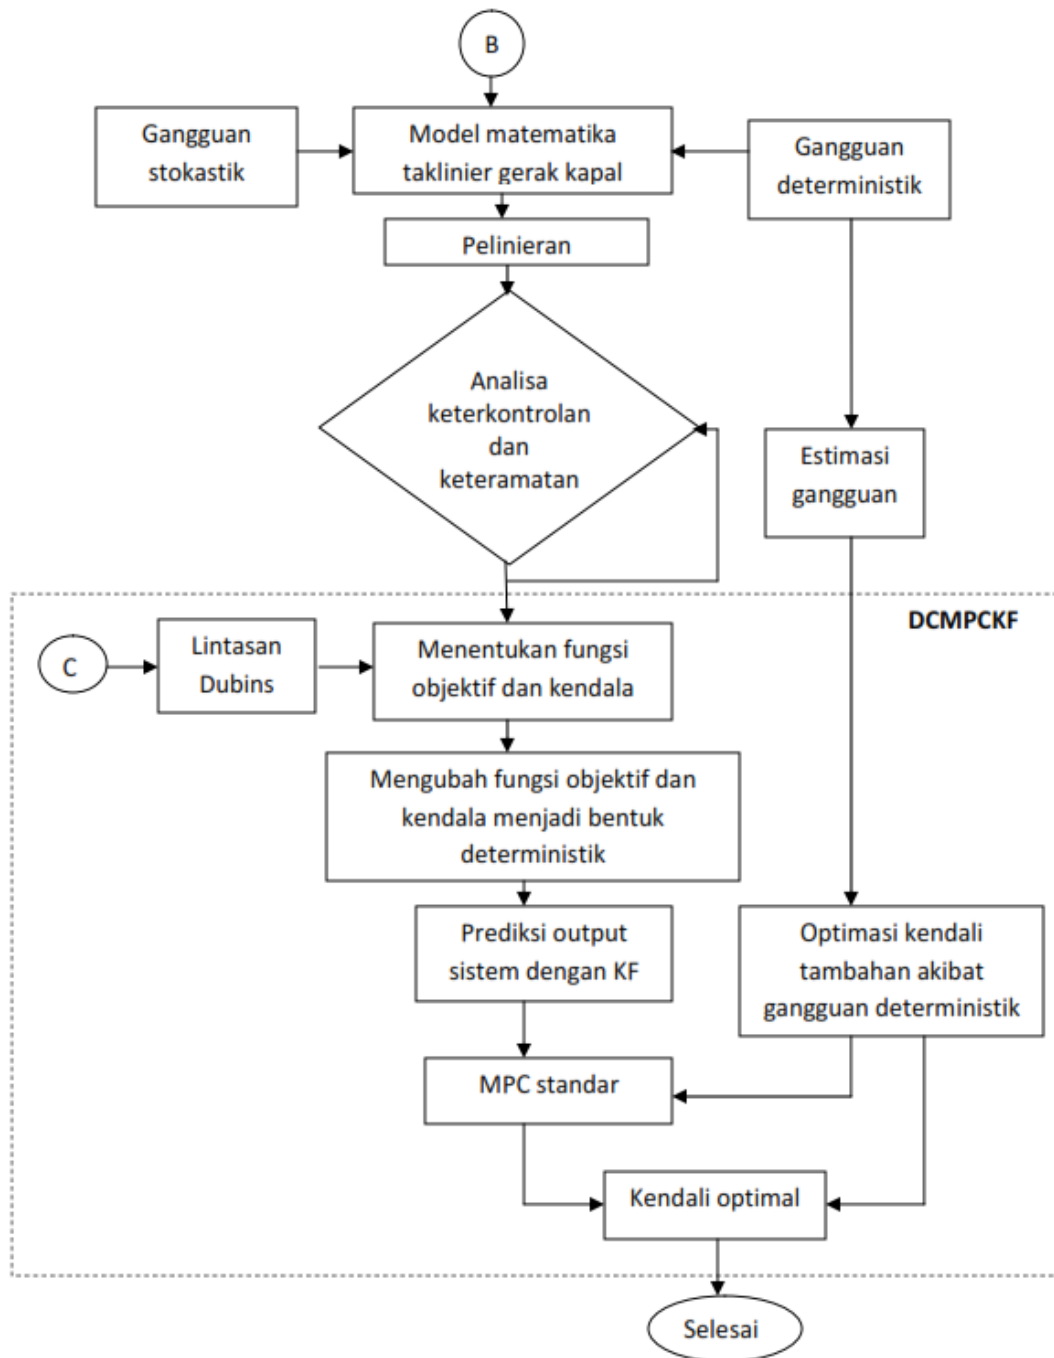 B
Gangguan
stokastik
Model matematika
taklinier gerak kapal
Gangguan
deterministik
Pelinieran
Analisa
keterkontrolan
dan
keteramatan
Estimasi
gangguan
DCMPCKF
C
Lintasan
Dubins
Menentukan fungsi
objektif dan kendala
Mengubah fungsi objektif dan
kendala menjadi bentuk
deterministik
Prediksi output
sistem dengan KF
Optimasi kendali
tambahan akibat
gangguan deterministik
MPC standar
Kendali optimal
Selesai